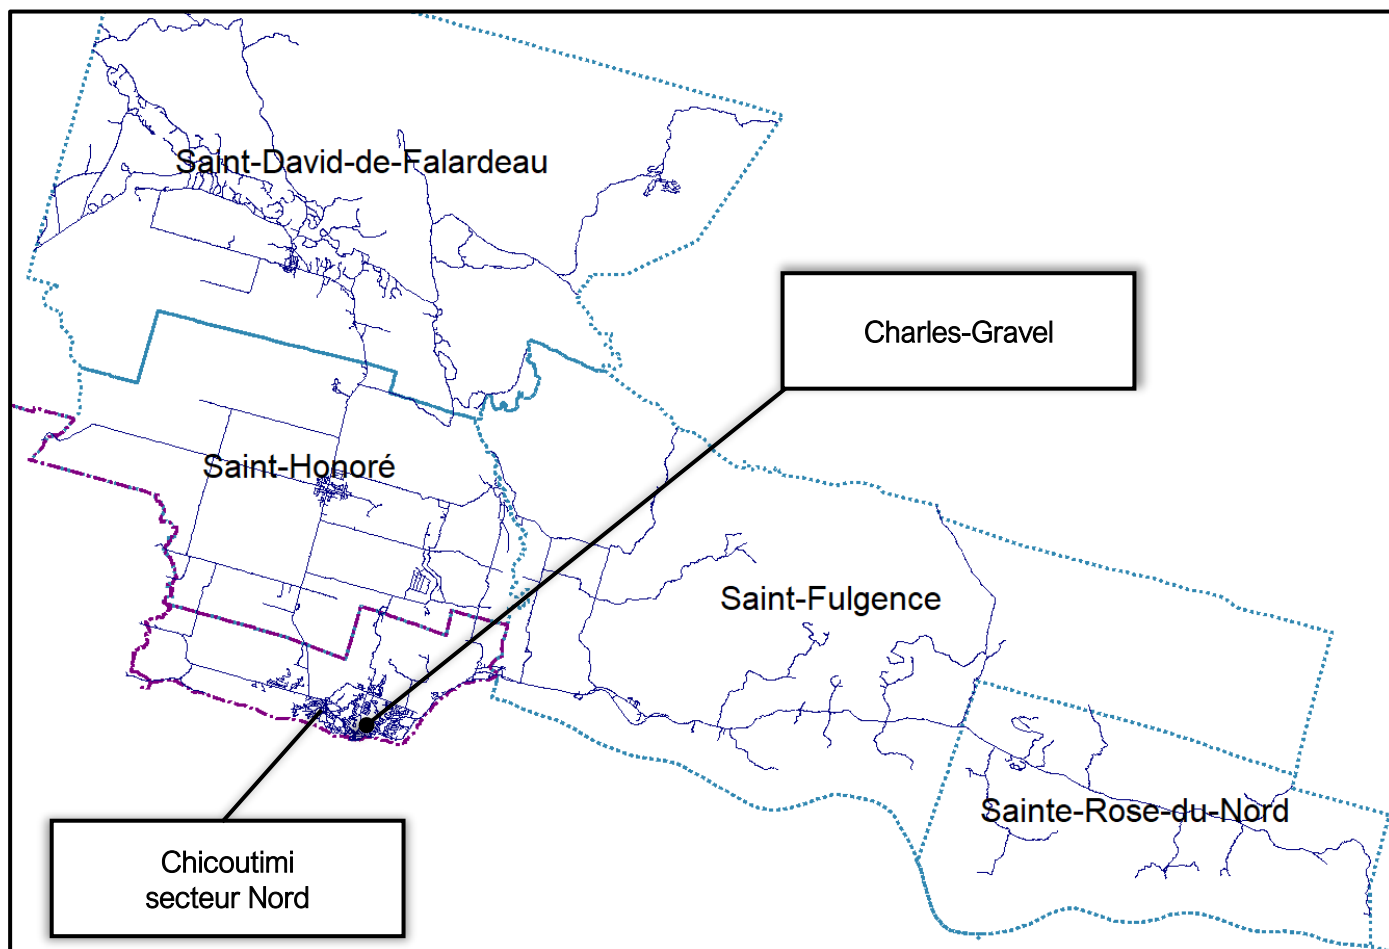 Saint-David-de-Falardeau
Charles-Gravel
Saint-Honoré
Saint-Fulgence
Sainte-Rose-du-Nord
Chicoutimi
secteur Nord